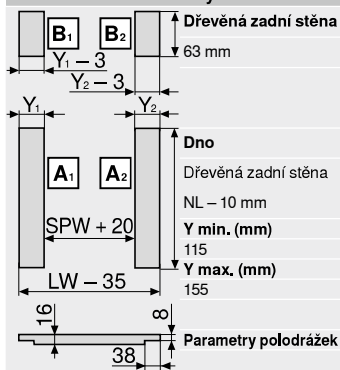 B1
B2
Dřevěná zadní stěna
63 mm
Y1 – 3
Y2 – 3
Y1
Y2
A1
A2
Dno
Dřevěná zadní stěna
NL – 10 mm
SPW + 20
Y min. (mm)
115
Y max. (mm)
155
LW – 35
16
8
38
Parametry polodrážek